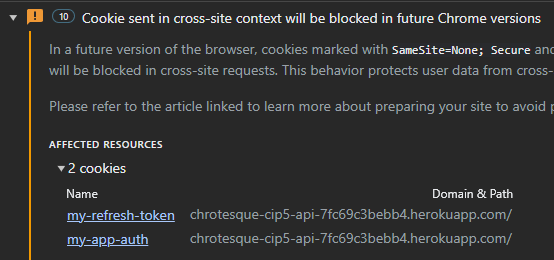 10 Cookie sent in cross-site context will be blocked in future Chrome versions
In a future version of the browser, cookies marked with SameSite=None; Secure and
will be blocked in cross-site requests. This behavior protects user data from cross-
Please refer to the article linked to learn more about preparing your site to avoid
AFFECTED RESOURCES
2 cookies
Name Domain & Path
my-refresh-token chrotesque-cip5-api-7fc69c3bebb4.herokuapp.com/
my-app-auth chrotesque-cip5-api-7fc69c3bebb4.herokuapp.com/